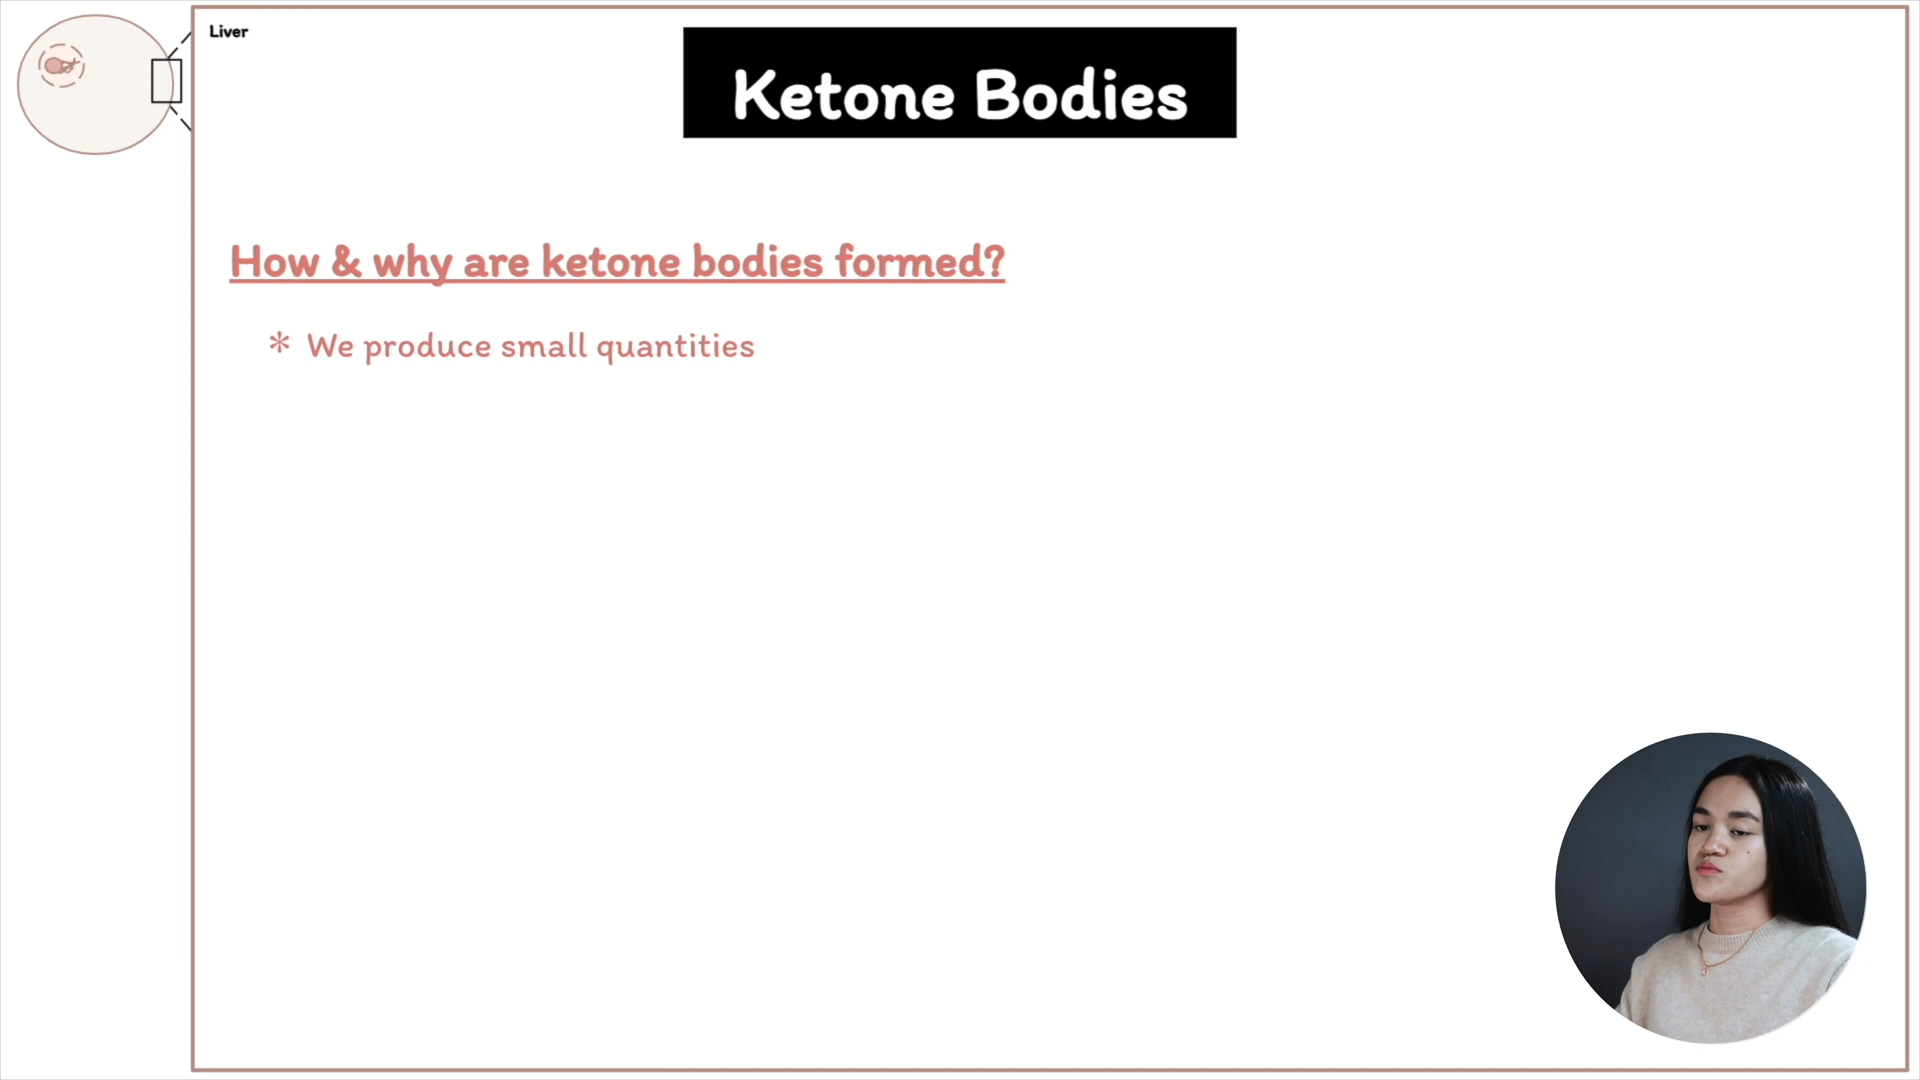 Liver
Ketone Bodies
How & why are ketone bodies formed?
* We produce small quantities